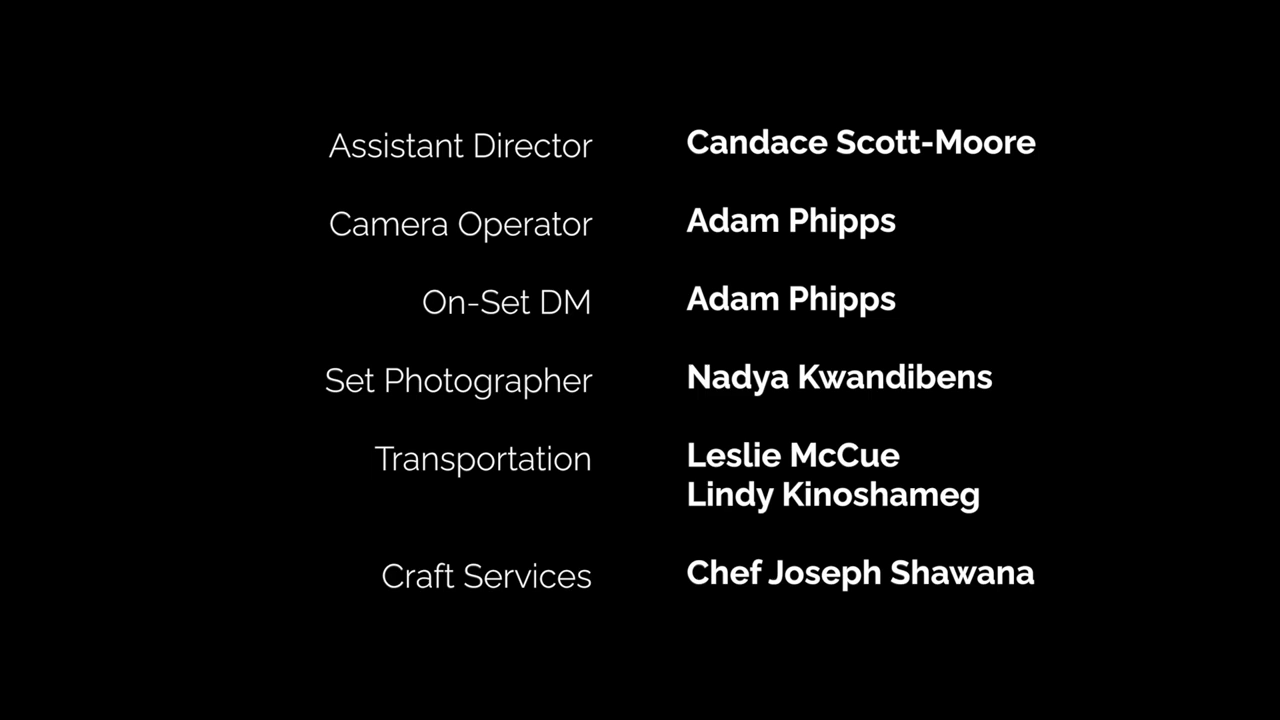 Assistant Director Candace Scott-Moore
Camera Operator Adam Phipps
On-Set DM Adam Phipps
Set Photographer Nadya Kwandibens
Transportation Leslie McCue
Lindy Kinoshameg
Craft Services Chef Joseph Shawana